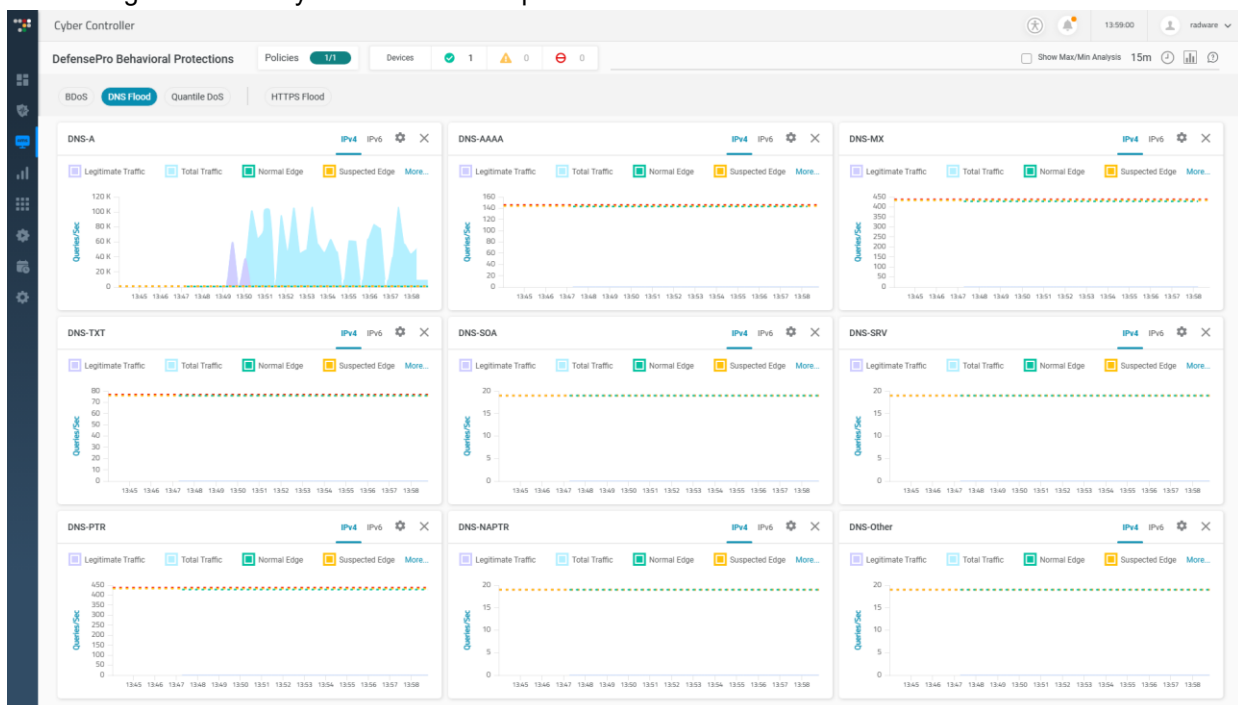 Cyber Controller 13:59:00 radware
DefensePro Behavioral Protections Policies 1/1 Devices 1 0 0 Show Max/Min Analysis 15m
BDoS DNS Flood Quantile DoS HTTPS Flood
DNS-A IPv4 IPv6 DNS-AAAA IPv4 IPv6 DNS-MX IPv4 IPv6
Legitimate Traffic Total Traffic Normal Edge Suspected Edge More... Legitimate Traffic Total Traffic Normal Edge Suspected Edge More... Legitimate Traffic Total Traffic Normal Edge Suspected Edge More...
Queries/Sec
120 K
100 K
80 K
60 K
40 K
20 K
0
13:45 13:46 13:47 13:48 13:49 13:50 13:51 13:52 13:53 13:54 13:55 13:56 13:57 13:58
Queries/Sec
160
140
120
100
80
60
40
20
0
13:45 13:46 13:47 13:48 13:49 13:50 13:51 13:52 13:53 13:54 13:55 13:56 13:57 13:58
Queries/Sec
450
400
350
300
250
200
150
100
50
0
13:45 13:46 13:47 13:48 13:49 13:50 13:51 13:52 13:53 13:54 13:55 13:56 13:57 13:58
DNS-TXT IPv4 IPv6 DNS-SOA IPv4 IPv6 DNS-SRV IPv4 IPv6
Legitimate Traffic Total Traffic Normal Edge Suspected Edge More... Legitimate Traffic Total Traffic Normal Edge Suspected Edge More... Legitimate Traffic Total Traffic Normal Edge Suspected Edge More...
Queries/Sec
80
70
60
50
40
30
20
10
0
13:45 13:46 13:47 13:48 13:49 13:50 13:51 13:52 13:53 13:54 13:55 13:56 13:57 13:58
Queries/Sec
20
15
10
5
0
13:45 13:46 13:47 13:48 13:49 13:50 13:51 13:52 13:53 13:54 13:55 13:56 13:57 13:58
Queries/Sec
20
15
10
5
0
13:45 13:46 13:47 13:48 13:49 13:50 13:51 13:52 13:53 13:54 13:55 13:56 13:57 13:58
DNS-PTR IPv4 IPv6 DNS-NAPTR IPv4 IPv6 DNS-Other IPv4 IPv6
Legitimate Traffic Total Traffic Normal Edge Suspected Edge More... Legitimate Traffic Total Traffic Normal Edge Suspected Edge More... Legitimate Traffic Total Traffic Normal Edge Suspected Edge More...
Queries/Sec
450
400
350
300
250
200
150
100
50
0
13:45 13:46 13:47 13:48 13:49 13:50 13:51 13:52 13:53 13:54 13:55 13:56 13:57 13:58
Queries/Sec
20
15
10
5
0
13:45 13:46 13:47 13:48 13:49 13:50 13:51 13:52 13:53 13:54 13:55 13:56 13:57 13:58
Queries/Sec
20
15
10
5
0
13:45 13:46 13:47 13:48 13:49 13:50 13:51 13:52 13:53 13:54 13:55 13:56 13:57 13:58